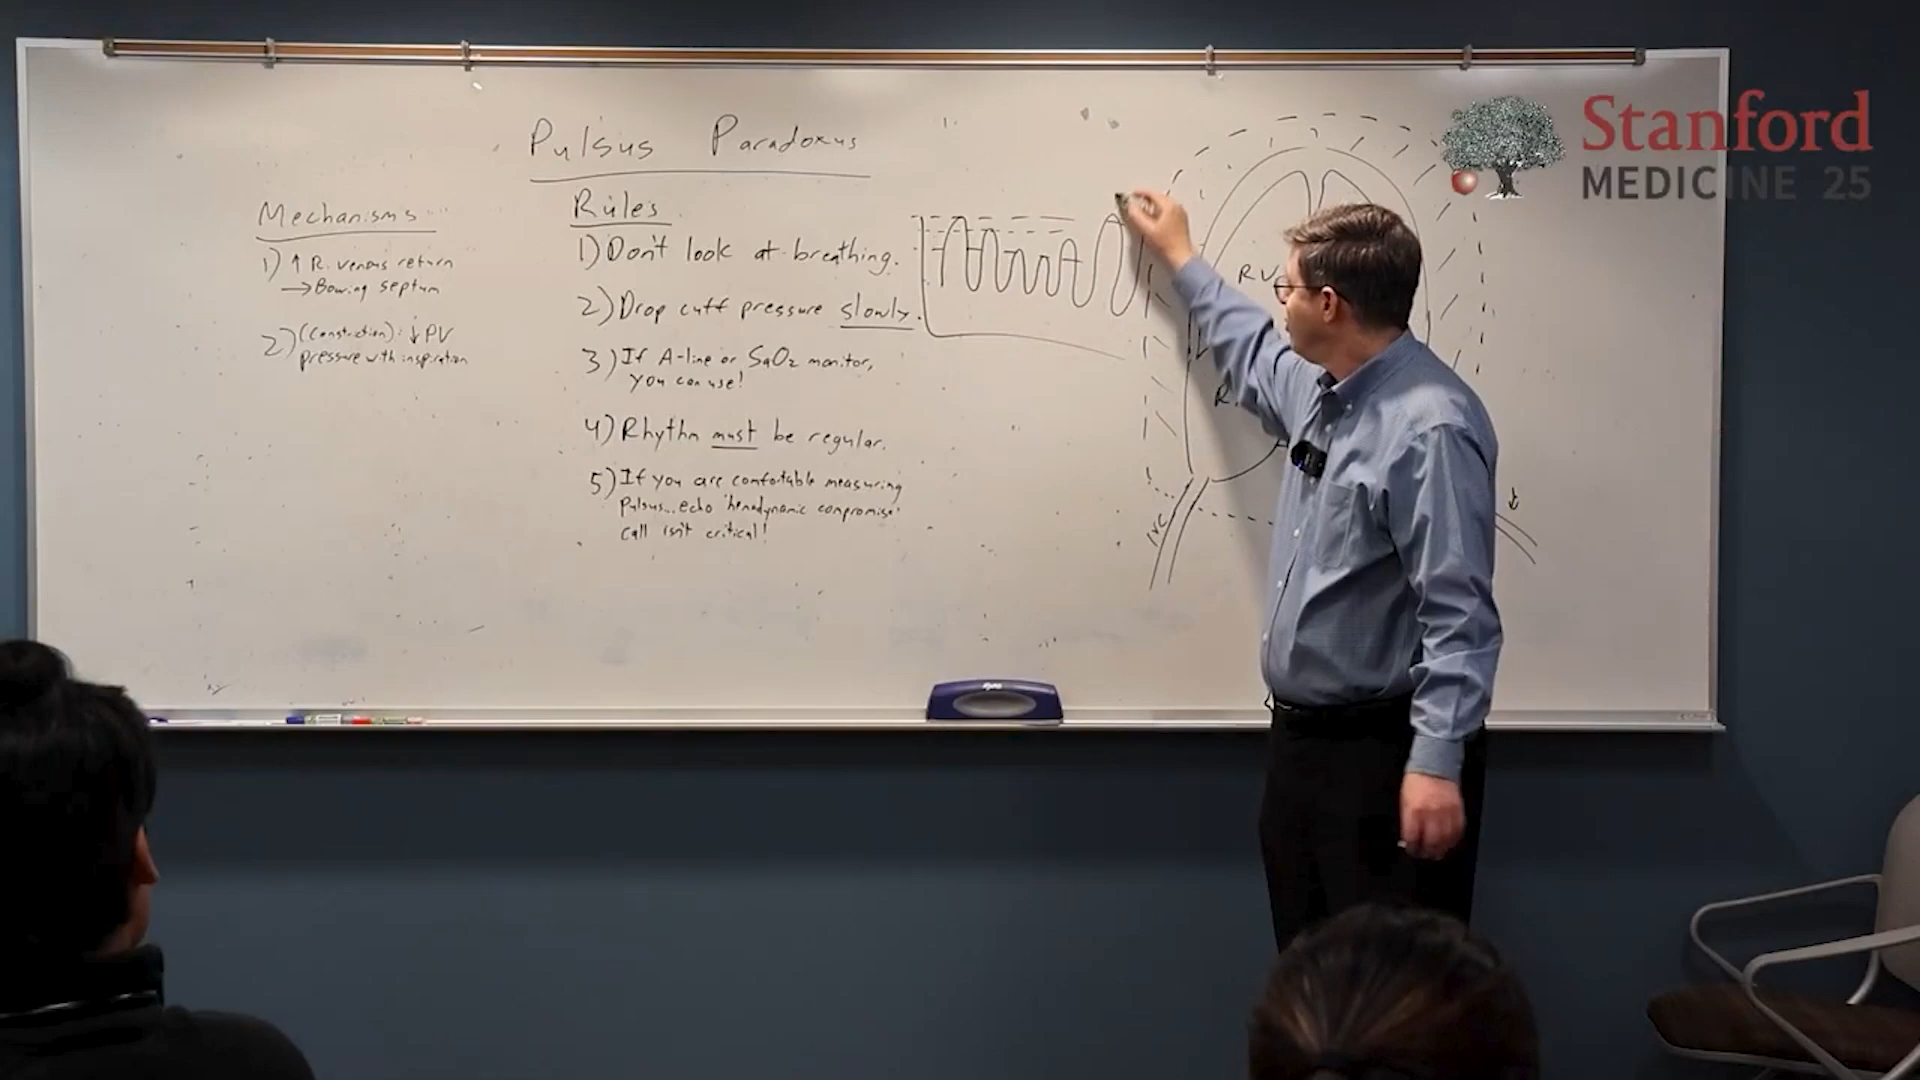 Pulsus Paradoxus
Mechanisms
1) ↑ R. venous return
→ Bowing septum
2) (Constriction): ↓ PV
pressure with inspiration
Rules
1) Don't look at breathing.
2) Drop cuff pressure slowly.
3) If A-line or SaO2 monitor,
you can use!
4) Rhythm must be regular.
5) If you are comfortable measuring
pulsus... echo 'hemodynamic compromise'
call isn't critical!
RV
R
IVC
Stanford
MEDICINE 25